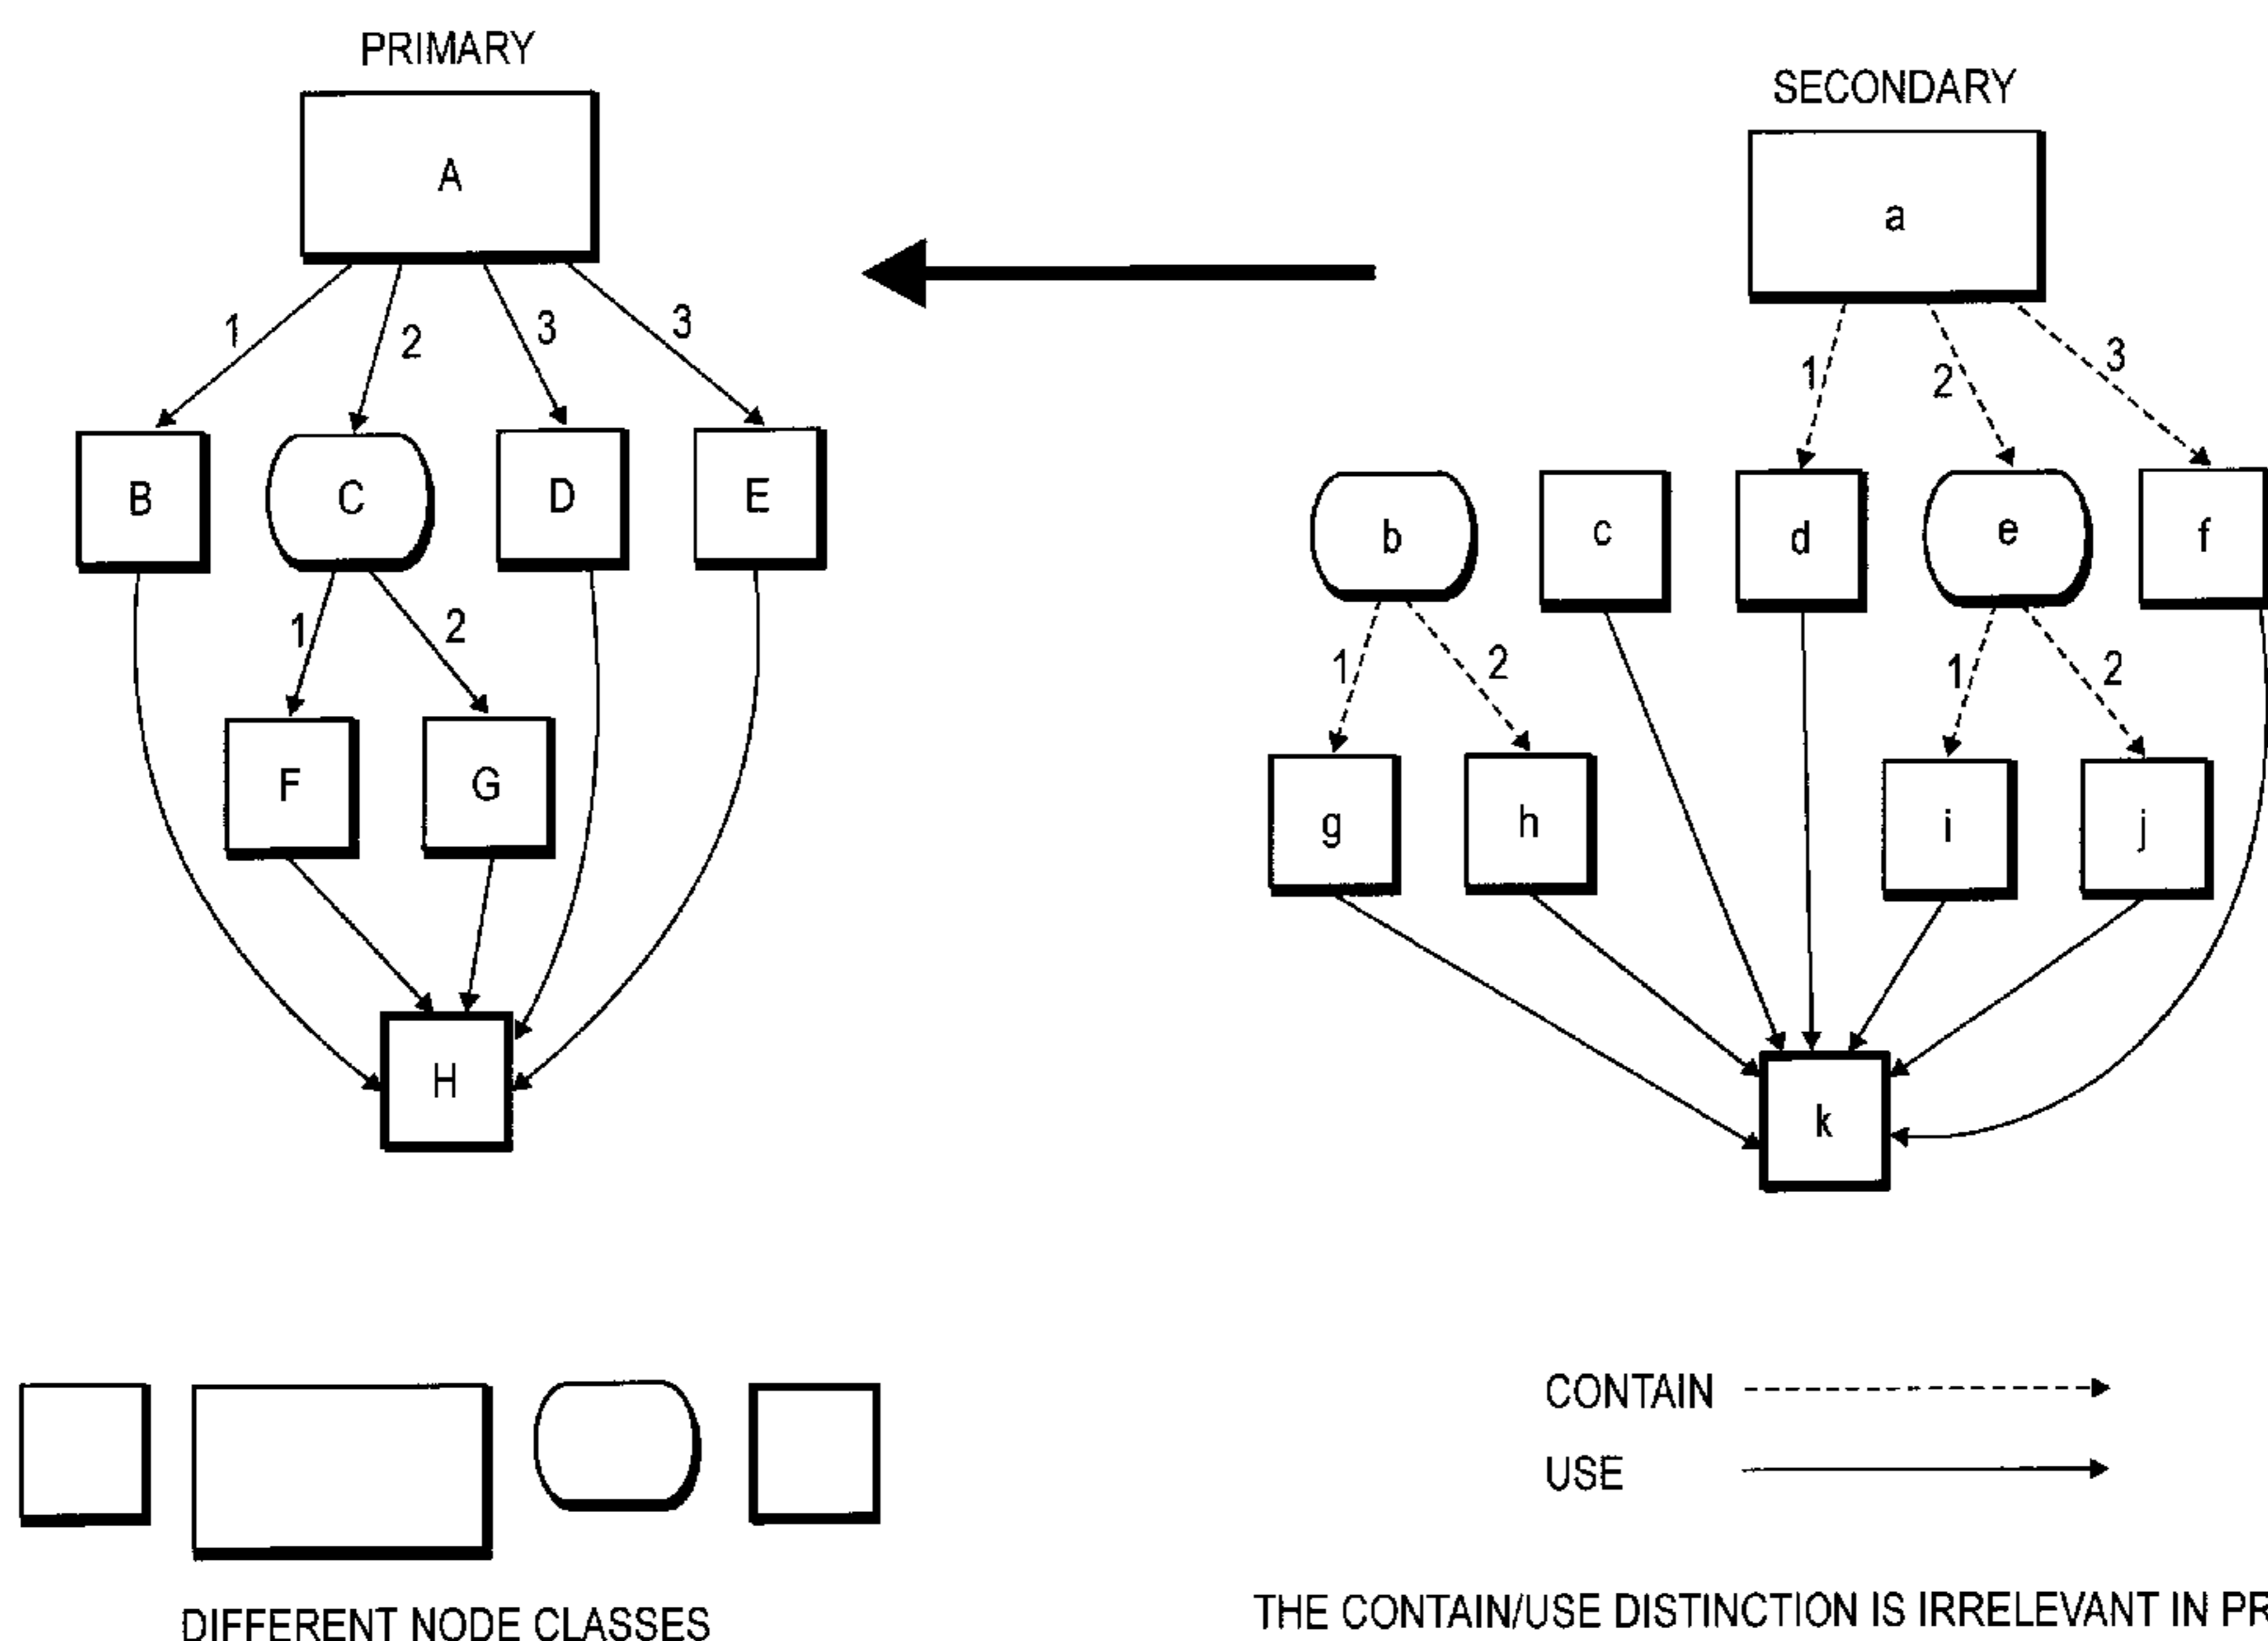 PRIMARY
SECONDARY
A
a
1 2 3 3
1 2 3
B C D E
b c d e f
1 2
1 2 1 2
F G
g h i j
H
k
CONTAIN
USE
DIFFERENT NODE CLASSES
THE CONTAIN/USE DISTINCTION IS IRRELEVANT IN